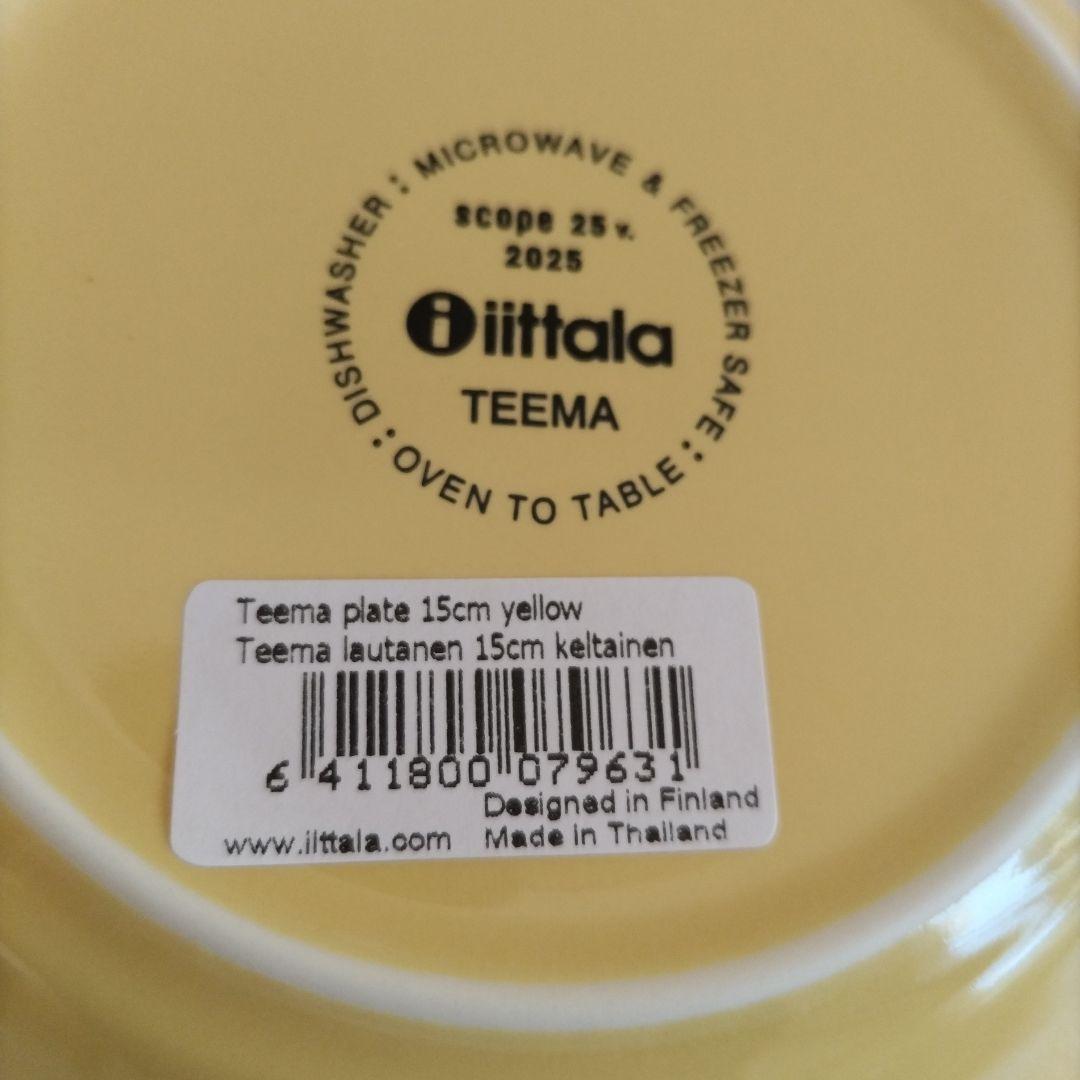 DISHWASHER : MICROWAVE & FREEZER SAFE : OVEN TO TABLE :
scope 25 v.
2025
i iittala
TEEMA
Teema plate 15cm yellow
Teema lautanen 15cm keltainen
6 411800 079631
Designed in Finland
www.iittala.com Made in Thailand